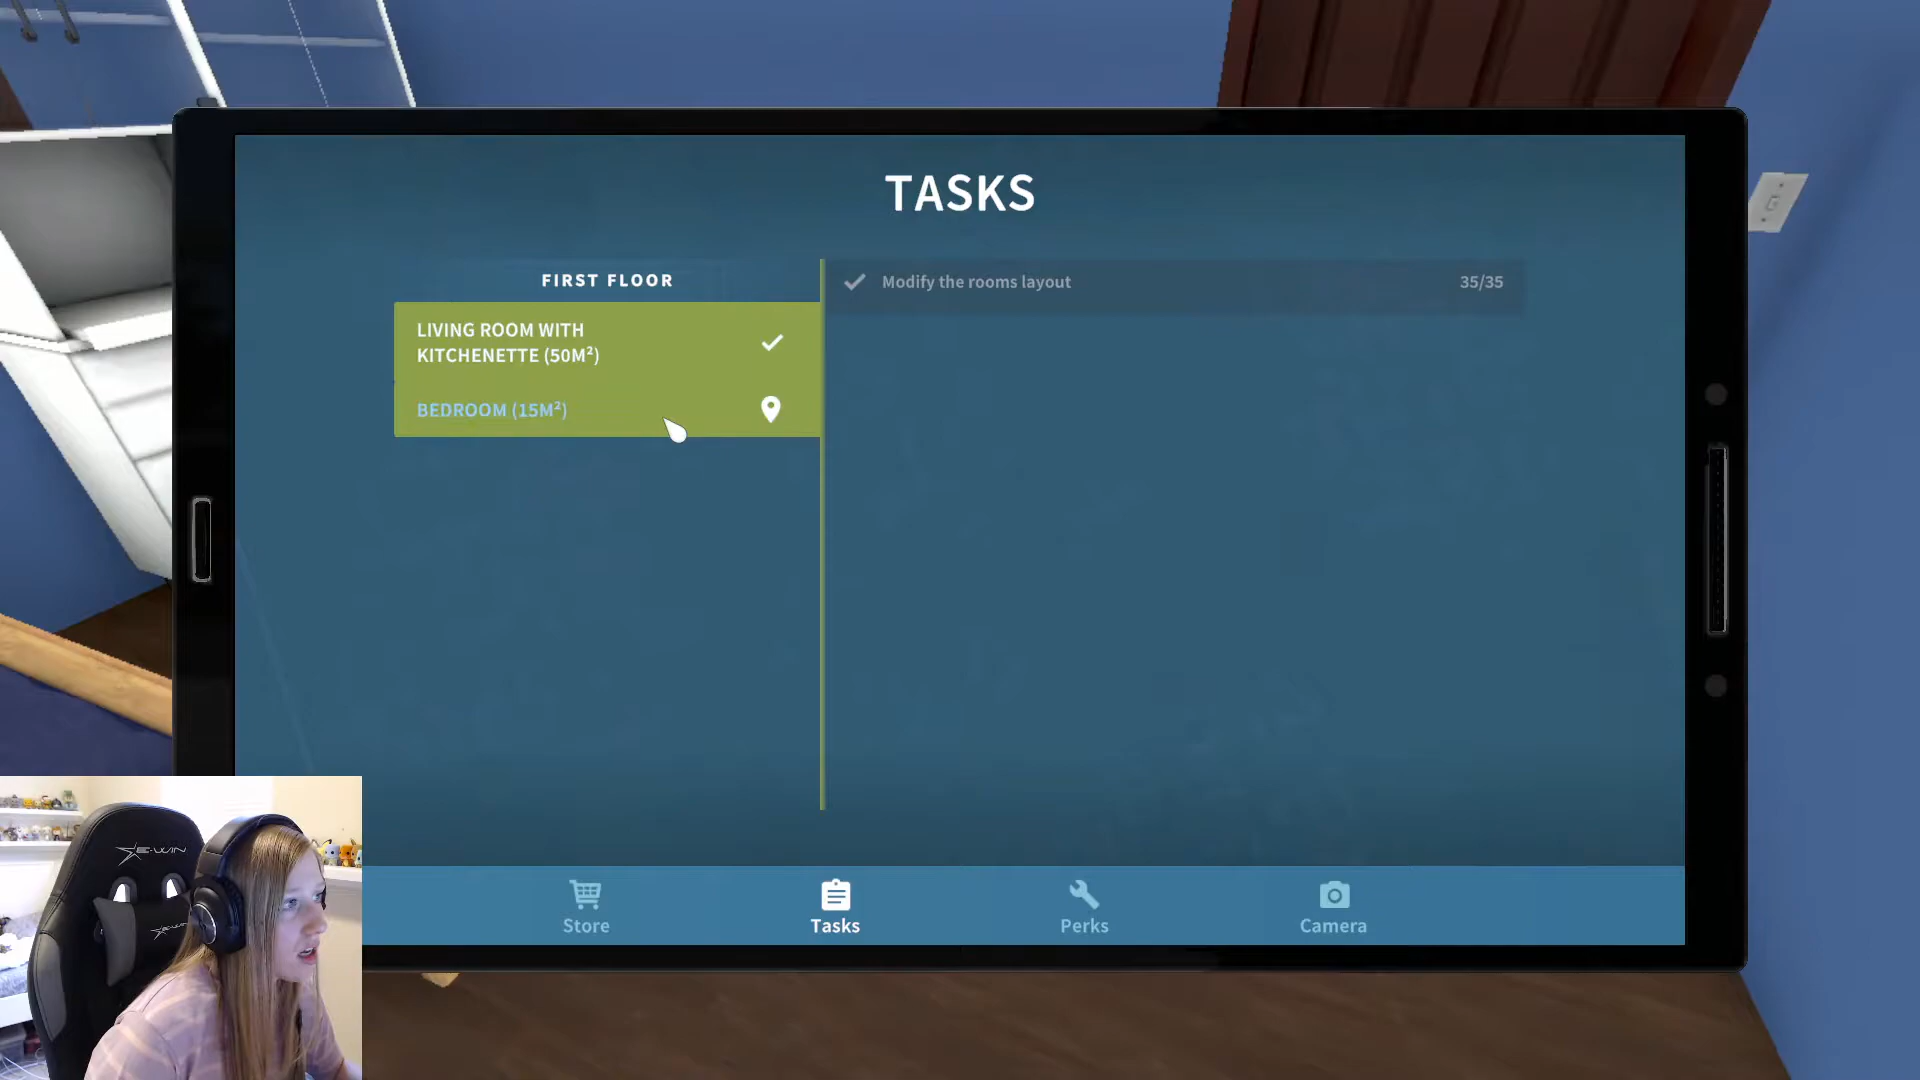 TASKS
FIRST FLOOR
LIVING ROOM WITH
KITCHENETTE (50M²)
BEDROOM (15M²)
Modify the rooms layout 35/35
E-WIN
Store
Tasks
Perks
Camera